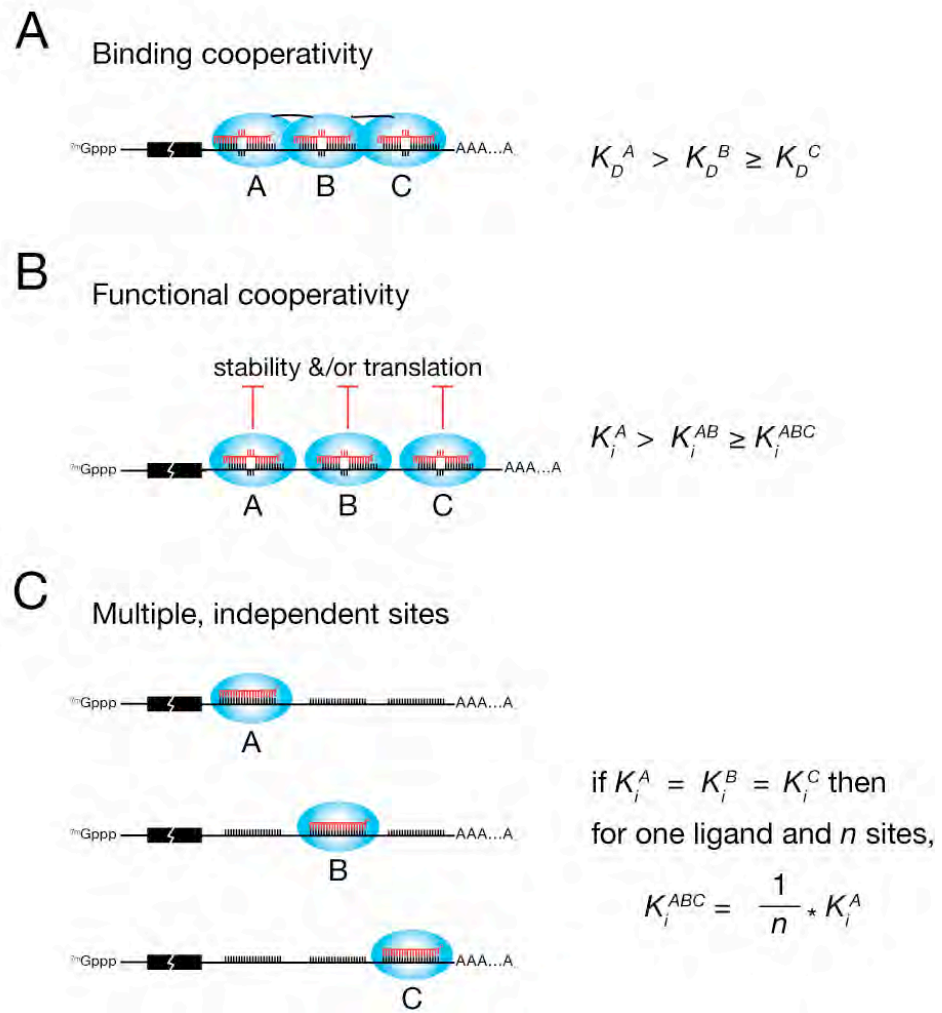 A
Binding cooperativity
⁷ᵐGppp AAA...A
A B C
K_D^A > K_D^B ≥ K_D^C
B
Functional cooperativity
stability &/or translation
⁷ᵐGppp AAA...A
A B C
K_i^A > K_i^AB ≥ K_i^ABC
C
Multiple, independent sites
⁷ᵐGppp AAA...A
A
⁷ᵐGppp AAA...A
B
⁷ᵐGppp AAA...A
C
if K_i^A = K_i^B = K_i^C then
for one ligand and n sites,
K_i^ABC = 1/n * K_i^A